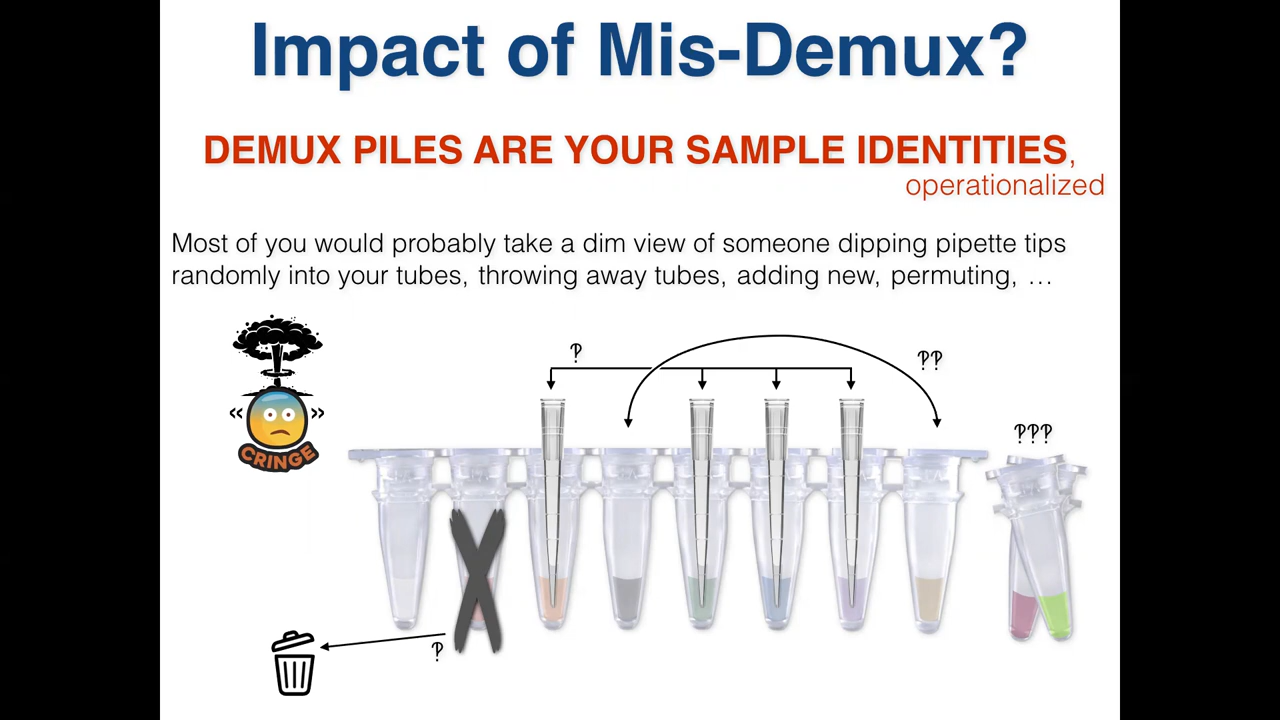 Impact of Mis-Demux?
DEMUX PILES ARE YOUR SAMPLE IDENTITIES,
operationalized
Most of you would probably take a dim view of someone dipping pipette tips
randomly into your tubes, throwing away tubes, adding new, permuting, …
‽
‽‽
‽‽‽
CRINGE
‽